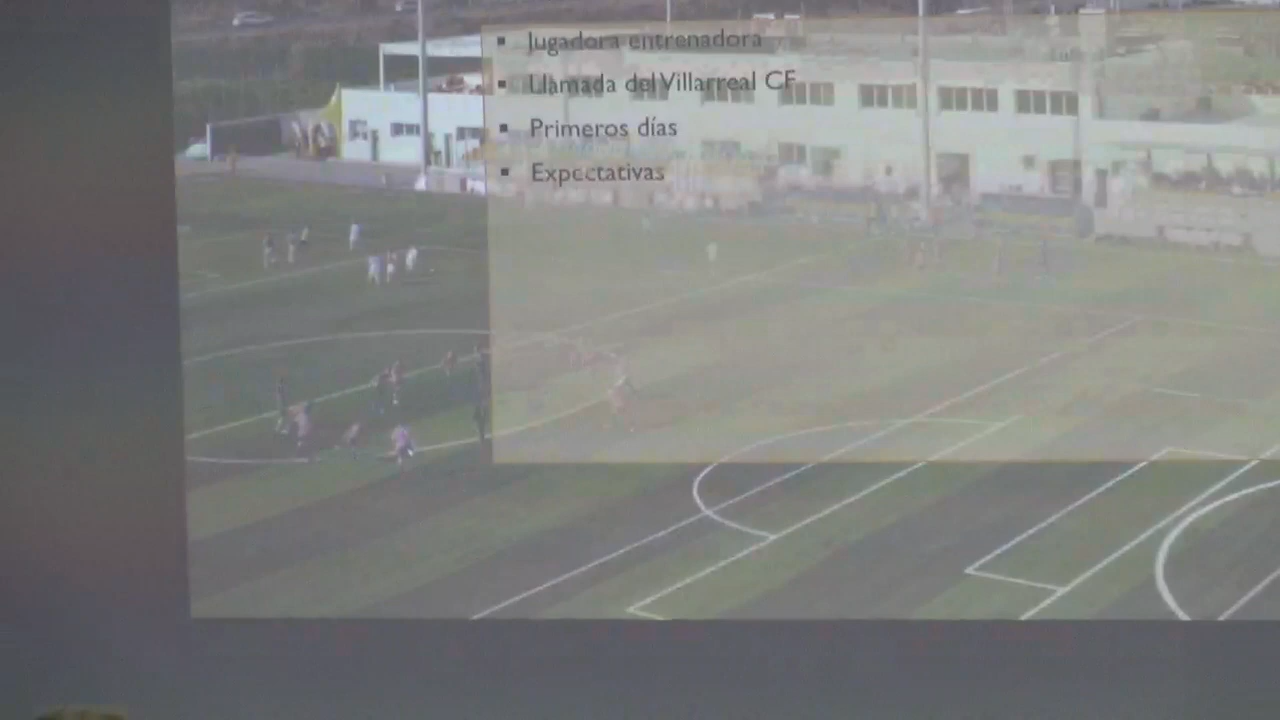 ▪ Jugadora entrenadora
▪ Llamada del Villarreal CF
▪ Primeros días
▪ Expectativas